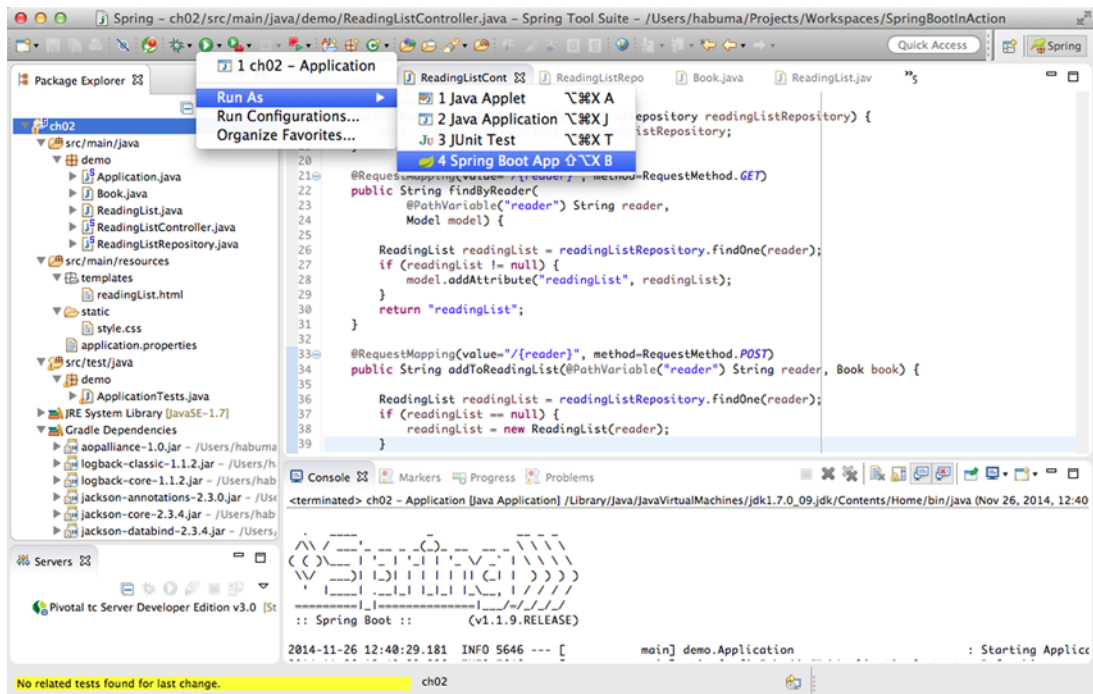 Spring – ch02/src/main/java/demo/ReadingListController.java – Spring Tool Suite – /Users/habuma/Projects/Workspaces/SpringBootInAction
Quick Access
Spring
1 ch02 – Application
Run As
Run Configurations...
Organize Favorites...
1 Java Applet ⌥⌘X A
2 Java Application ⌥⌘X J
Ju 3 JUnit Test ⌥⌘X T
4 Spring Boot App ⇧⌥X B
Package Explorer
ch02
src/main/java
demo
Application.java
Book.java
ReadingList.java
ReadingListController.java
ReadingListRepository.java
src/main/resources
templates
readingList.html
static
style.css
application.properties
src/test/java
demo
ApplicationTests.java
JRE System Library [JavaSE-1.7]
Gradle Dependencies
aopalliance-1.0.jar – /Users/habuma
logback-classic-1.1.2.jar – /Users/h
logback-core-1.1.2.jar – /Users/hab
jackson-annotations-2.3.0.jar – /Use
jackson-core-2.3.4.jar – /Users/hab
jackson-databind-2.3.4.jar – /Users,
ReadingListCont ReadingListRepo Book.java ReadingList.jav »5
epository readingListRepository) {
istRepository;
20
21 @RequestMapping(value="/{reader}", method=RequestMethod.GET)
22 public String findByReader(
23 @PathVariable("reader") String reader,
24 Model model) {
25
26 ReadingList readingList = readingListRepository.findOne(reader);
27 if (readingList != null) {
28 model.addAttribute("readingList", readingList);
29 }
30 return "readingList";
31 }
32
33 @RequestMapping(value="/{reader}", method=RequestMethod.POST)
34 public String addToReadingList(@PathVariable("reader") String reader, Book book) {
35
36 ReadingList readingList = readingListRepository.findOne(reader);
37 if (readingList == null) {
38 readingList = new ReadingList(reader);
39 }
Servers
Pivotal tc Server Developer Edition v3.0 [St
Console Markers Progress Problems
<terminated> ch02 – Application [Java Application] /Library/Java/JavaVirtualMachines/jdk1.7.0_09.jdk/Contents/Home/bin/java (Nov 26, 2014, 12:40
:: Spring Boot :: (v1.1.9.RELEASE)
2014-11-26 12:40:29.181 INFO 5646 --- [ main] demo.Application : Starting Applicc
No related tests found for last change.
ch02